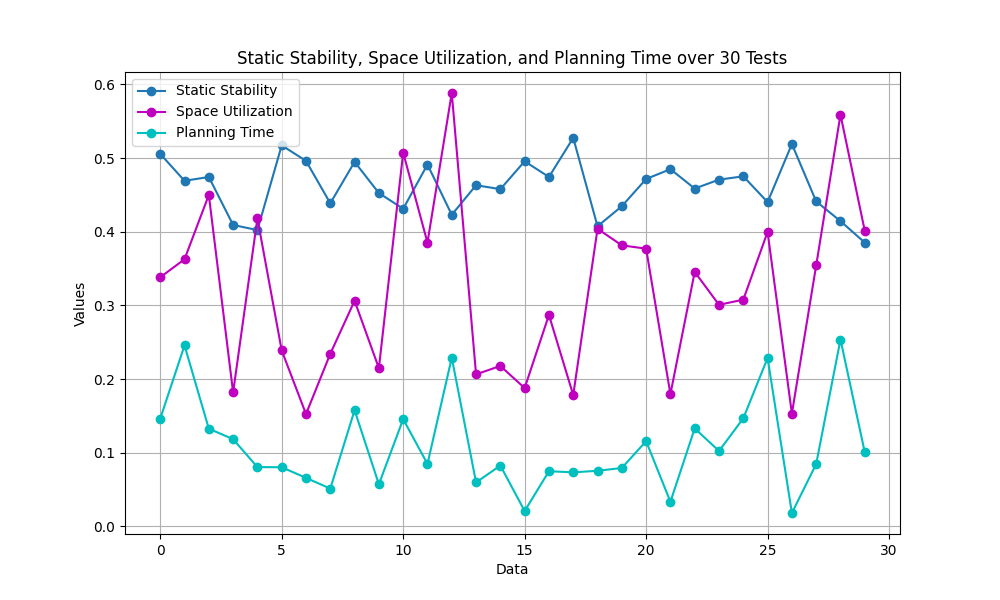 Static Stability, Space Utilization, and Planning Time over 30 Tests
Static Stability
Space Utilization
Planning Time
Values
0.6
0.5
0.4
0.3
0.2
0.1
0.0
0 5 10 15 20 25 30
Data